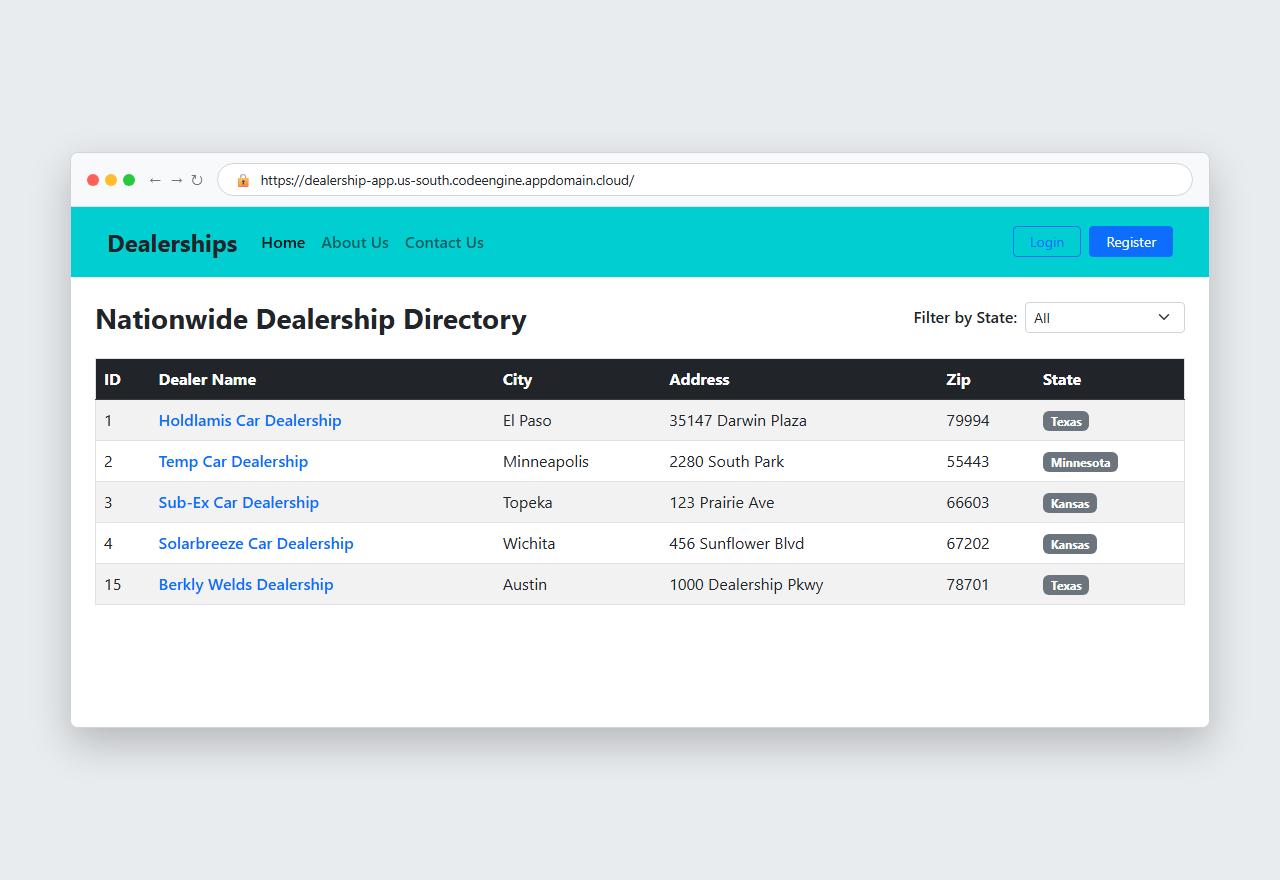 https://dealership-app.us-south.codeengine.appdomain.cloud/
Dealerships Home About Us Contact Us Login Register
Nationwide Dealership Directory Filter by State: All
ID Dealer Name City Address Zip State
1 Holdlamis Car Dealership El Paso 35147 Darwin Plaza 79994 Texas
2 Temp Car Dealership Minneapolis 2280 South Park 55443 Minnesota
3 Sub-Ex Car Dealership Topeka 123 Prairie Ave 66603 Kansas
4 Solarbreeze Car Dealership Wichita 456 Sunflower Blvd 67202 Kansas
15 Berkly Welds Dealership Austin 1000 Dealership Pkwy 78701 Texas